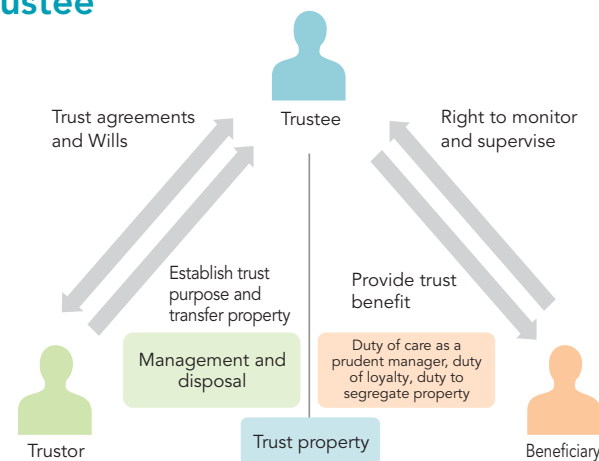 ustee
Trust agreements
and Wills
Trustee
Right to monitor
and supervise
Establish trust
purpose and
transfer property
Provide trust
benefit
Management and
disposal
Duty of care as a
prudent manager, duty
of loyalty, duty to
segregate property
Trustor
Trust property
Beneficiary